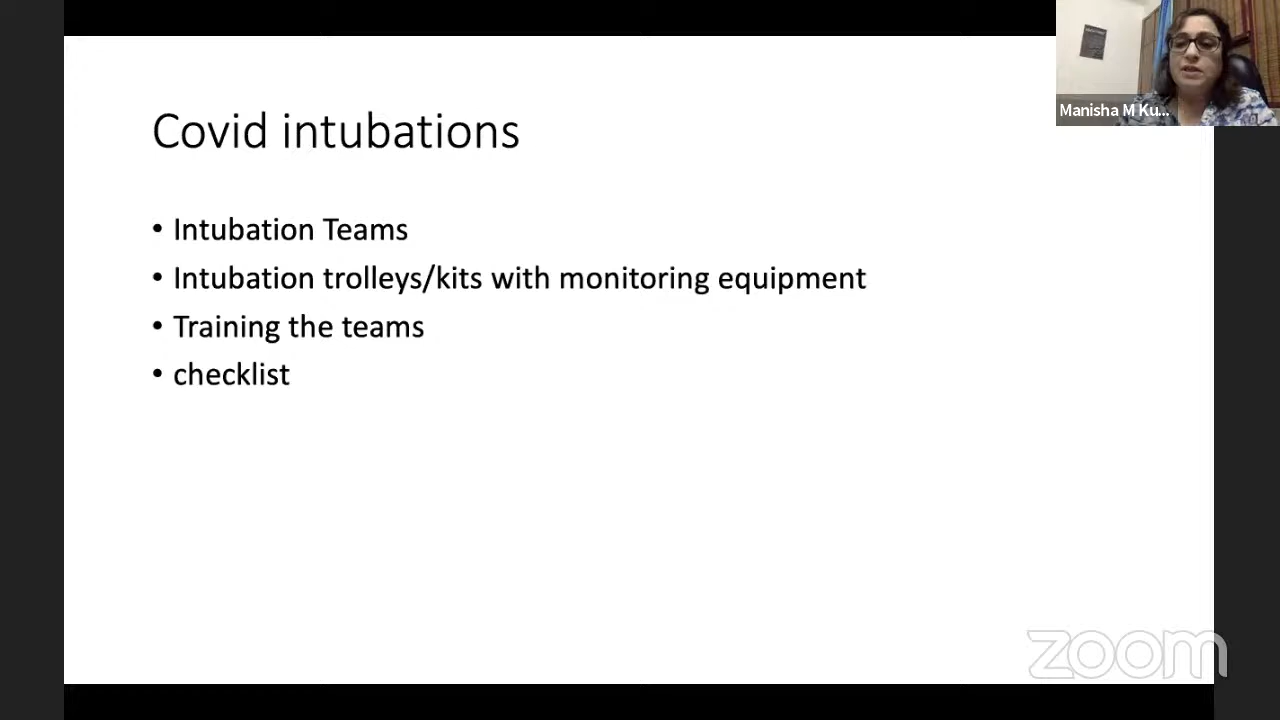 Covid intubations
• Intubation Teams
• Intubation trolleys/kits with monitoring equipment
• Training the teams
• checklist
Manisha M Ku...
zoom